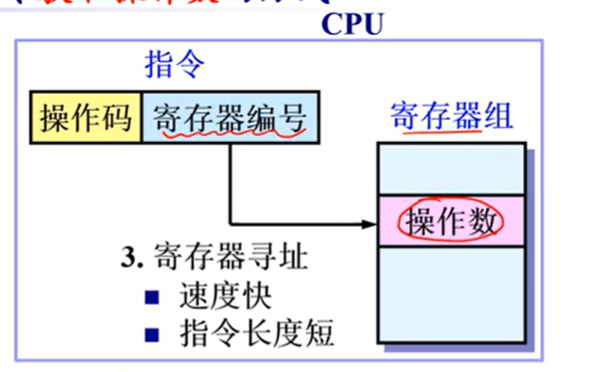 CPU
指令
操作码 寄存器编号
寄存器组
操作数
3. 寄存器寻址
■ 速度快
■ 指令长度短